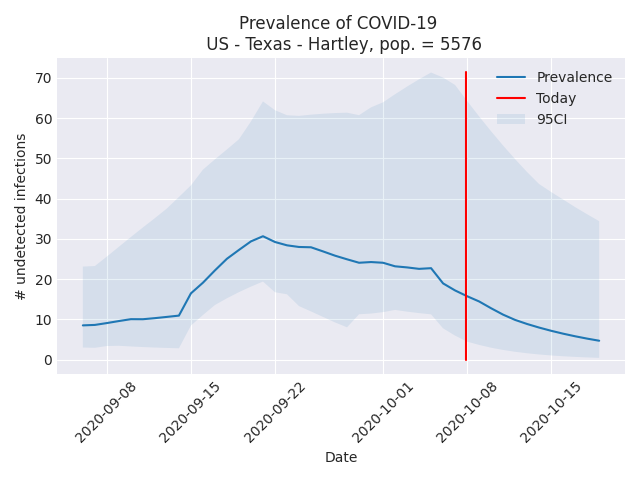 Prevalence of COVID-19
US - Texas - Hartley, pop. = 5576
Prevalence
Today
95CI
# undetected infections
70
60
50
40
30
20
10
0
2020-09-08
2020-09-15
2020-09-22
2020-10-01
2020-10-08
2020-10-15
Date